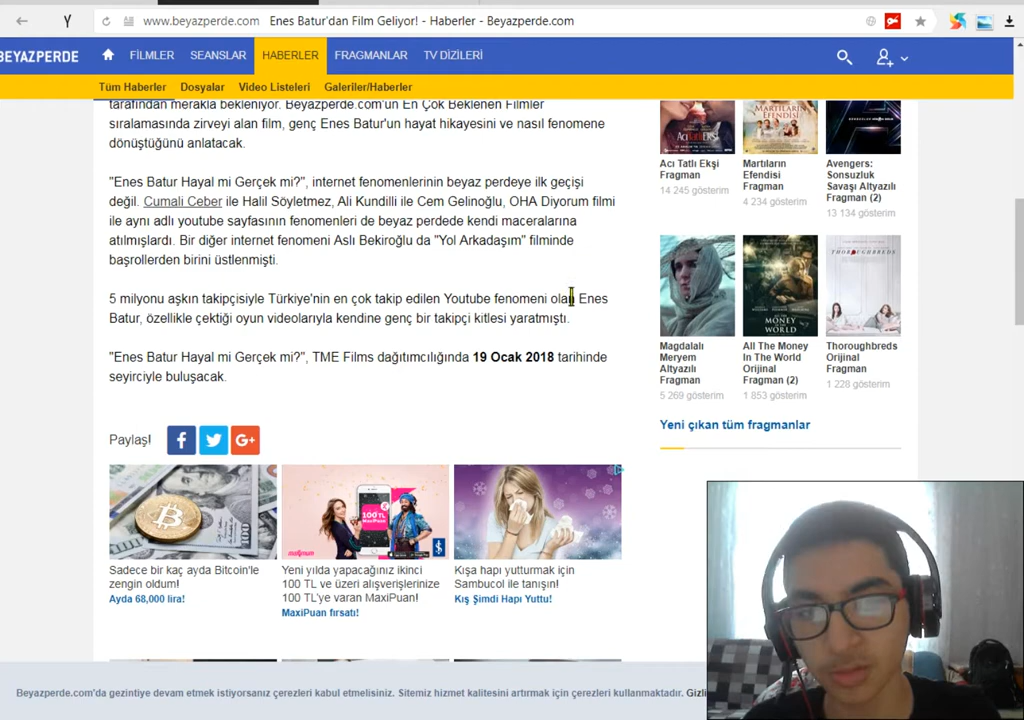 www.beyazperde.com Enes Batur'dan Film Geliyor! - Haberler - Beyazperde.com
BEYAZPERDE FİLMLER SEANSLAR HABERLER FRAGMANLAR TV DİZİLERİ
Tüm Haberler Dosyalar Video Listeleri Galeriler/Haberler
tarafından merakla bekleniyor. Beyazperde.com'un En Çok Beklenen Filmler
sıralamasında zirveyi alan film, genç Enes Batur'un hayat hikayesini ve nasıl fenomene
dönüştüğünü anlatacak.
"Enes Batur Hayal mi Gerçek mi?", internet fenomenlerinin beyaz perdeye ilk geçişi
değil. Cumali Ceber ile Halil Söyletmez, Ali Kundilli ile Cem Gelinoğlu, OHA Diyorum filmi
ile aynı adlı youtube sayfasının fenomenleri de beyaz perdede kendi maceralarına
atılmışlardı. Bir diğer internet fenomeni Aslı Bekiroğlu da "Yol Arkadaşım" filminde
başrollerden birini üstlenmişti.
5 milyonu aşkın takipçisiyle Türkiye'nin en çok takip edilen Youtube fenomeni olan Enes
Batur, özellikle çektiği oyun videolarıyla kendine genç bir takipçi kitlesi yaratmıştı.
"Enes Batur Hayal mi Gerçek mi?", TME Films dağıtımcılığında 19 Ocak 2018 tarihinde
seyirciyle buluşacak.
Paylaş!
Sadece bir kaç ayda Bitcoin'le
zengin oldum!
Ayda 68,000 lira!
100 TL
MaxiPuan
maximum
Yeni yılda yapacağınız ikinci
100 TL ve üzeri alışverişlerinize
100 TL'ye varan MaxiPuan!
MaxiPuan fırsatı!
Kışa hapı yutturmak için
Sambucol ile tanışın!
Kış Şimdi Hapı Yuttu!
Acı Tatlı Ekşi
Fragman
14 245 gösterim
Martıların
Efendisi
Fragman
4 234 gösterim
Avengers:
Sonsuzluk
Savaşı Altyazılı
Fragman (2)
13 134 gösterim
ALL THE
MONEY
IN THE
WORLD
THOROUGHBREDS
Magdalalı
Meryem
Altyazılı
Fragman
5 269 gösterim
All The Money
In The World
Orijinal
Fragman (2)
1 853 gösterim
Thoroughbreds
Orijinal
Fragman
1 228 gösterim
Yeni çıkan tüm fragmanlar
Beyazperde.com'da gezintiye devam etmek istiyorsanız çerezleri kabul etmelisiniz. Sitemiz hizmet kalitesini artırmak için çerezleri kullanmaktadır. Gizli